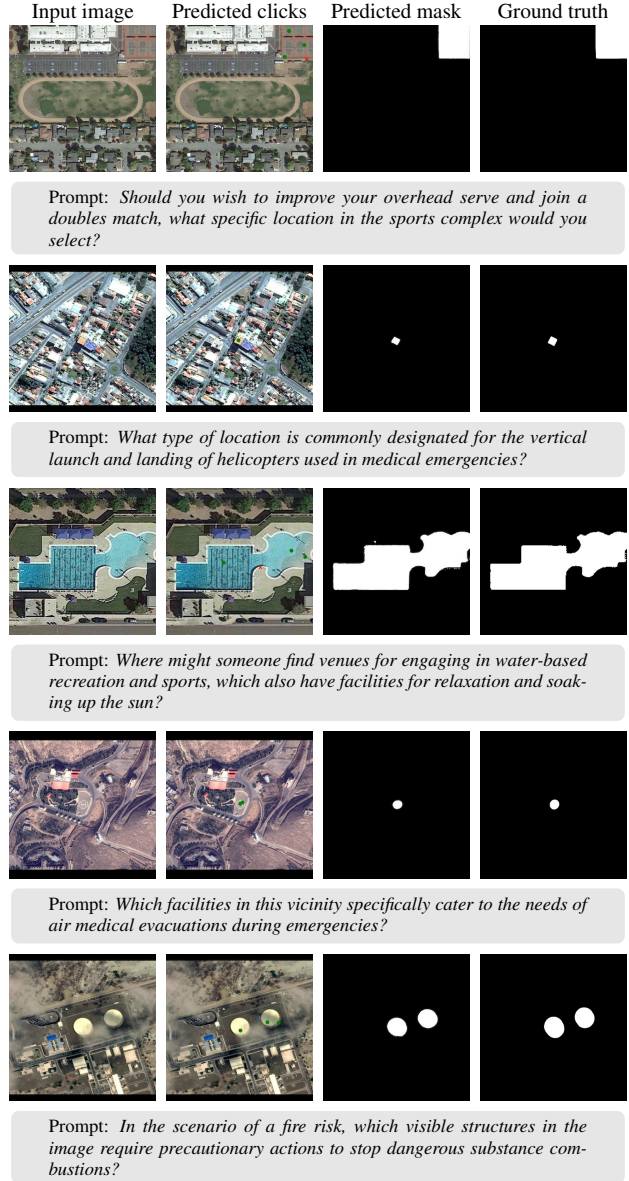 Input image Predicted clicks Predicted mask Ground truth
Prompt: Should you wish to improve your overhead serve and join a
doubles match, what specific location in the sports complex would you
select?
Prompt: What type of location is commonly designated for the vertical
launch and landing of helicopters used in medical emergencies?
Prompt: Where might someone find venues for engaging in water-based
recreation and sports, which also have facilities for relaxation and soak-
ing up the sun?
Prompt: Which facilities in this vicinity specifically cater to the needs of
air medical evacuations during emergencies?
Prompt: In the scenario of a fire risk, which visible structures in the
image require precautionary actions to stop dangerous substance com-
bustions?